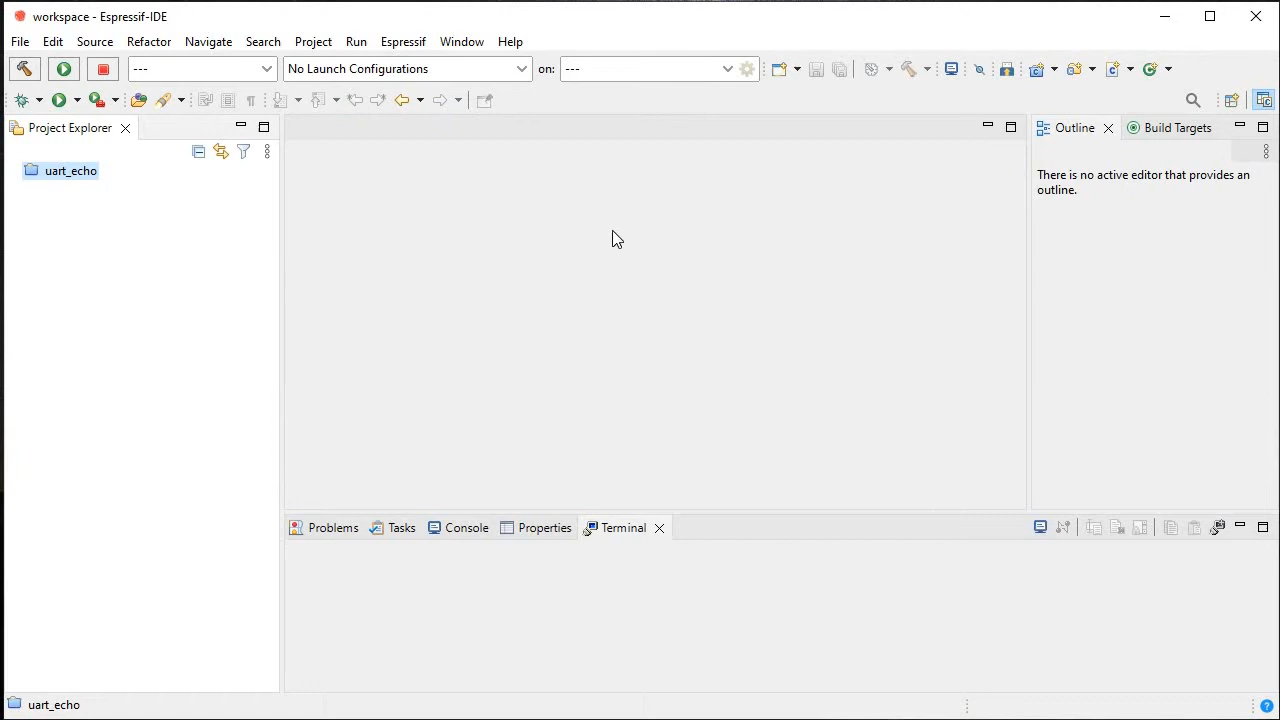 workspace - Espressif-IDE
File Edit Source Refactor Navigate Search Project Run Espressif Window Help
--- No Launch Configurations on: ---
Project Explorer
uart_echo
Outline Build Targets
There is no active editor that provides an
outline.
Problems Tasks Console Properties Terminal
uart_echo